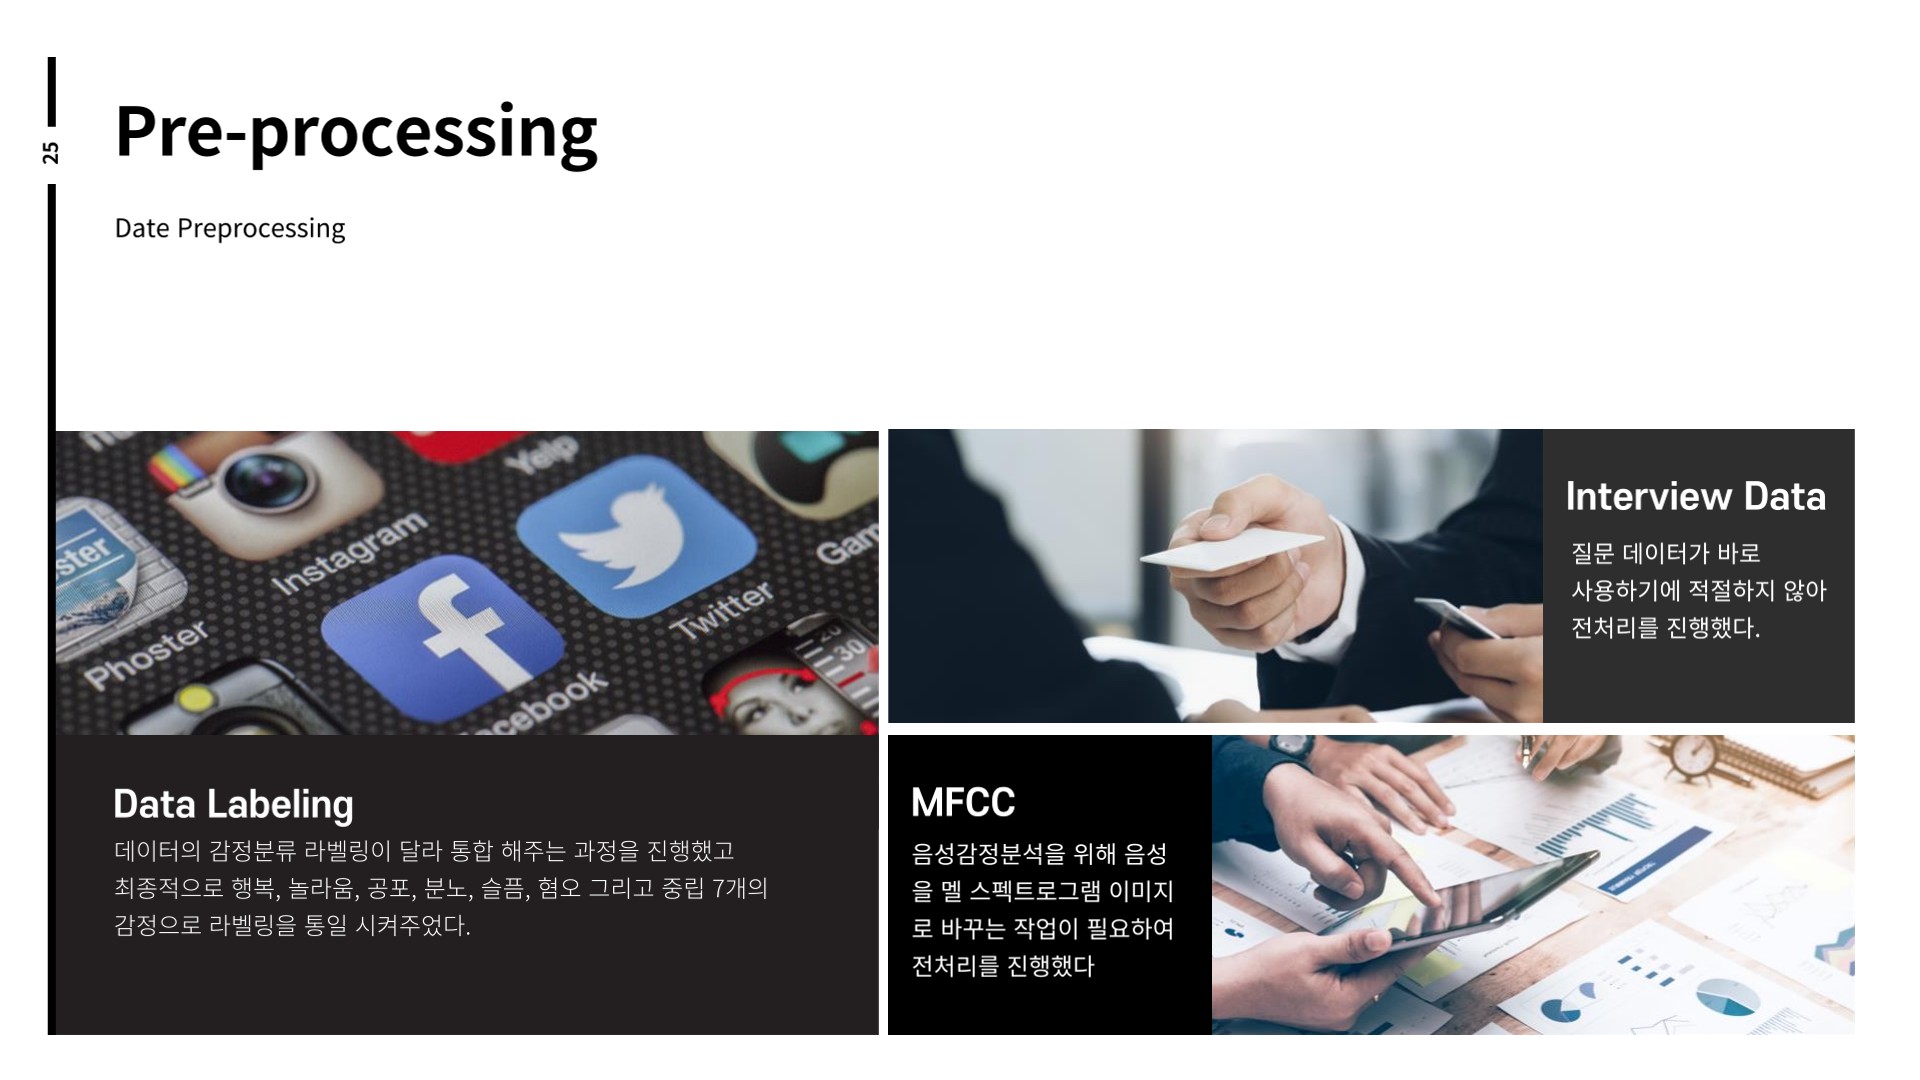 25
Pre-processing
Date Preprocessing
Yelp
Instagram
Gam
Twitter
Phoster
acebook
ster
20
30
Data Labeling
데이터의 감정분류 라벨링이 달라 통합 해주는 과정을 진행했고
최종적으로 행복, 놀라움, 공포, 분노, 슬픔, 혐오 그리고 중립 7개의
감정으로 라벨링을 통일 시켜주었다.
Interview Data
질문 데이터가 바로
사용하기에 적절하지 않아
전처리를 진행했다.
MFCC
음성감정분석을 위해 음성
을 멜 스펙트로그램 이미지
로 바꾸는 작업이 필요하여
전처리를 진행했다